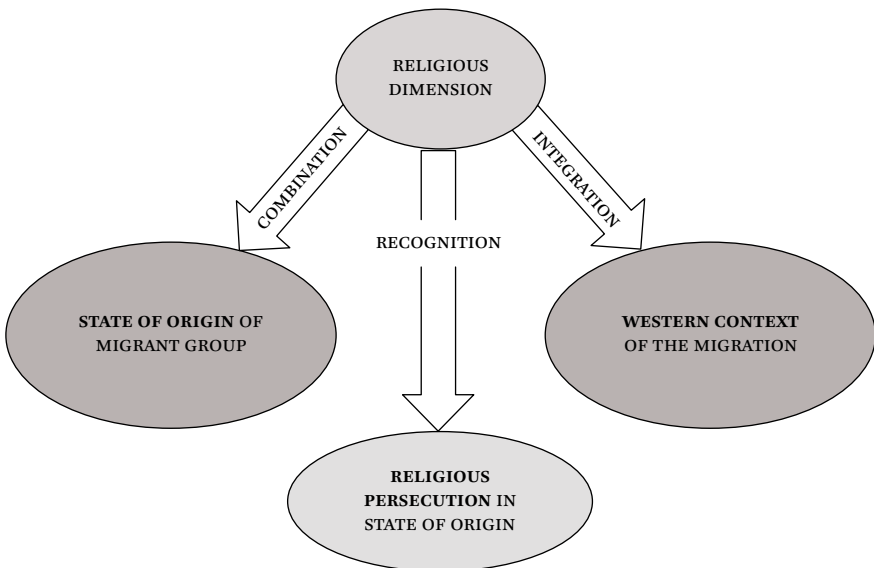 RELIGIOUS
DIMENSION
COMBINATION
INTEGRATION
RECOGNITION
STATE OF ORIGIN OF
MIGRANT GROUP
WESTERN CONTEXT
OF THE MIGRATION
RELIGIOUS
PERSECUTION IN
STATE OF ORIGIN